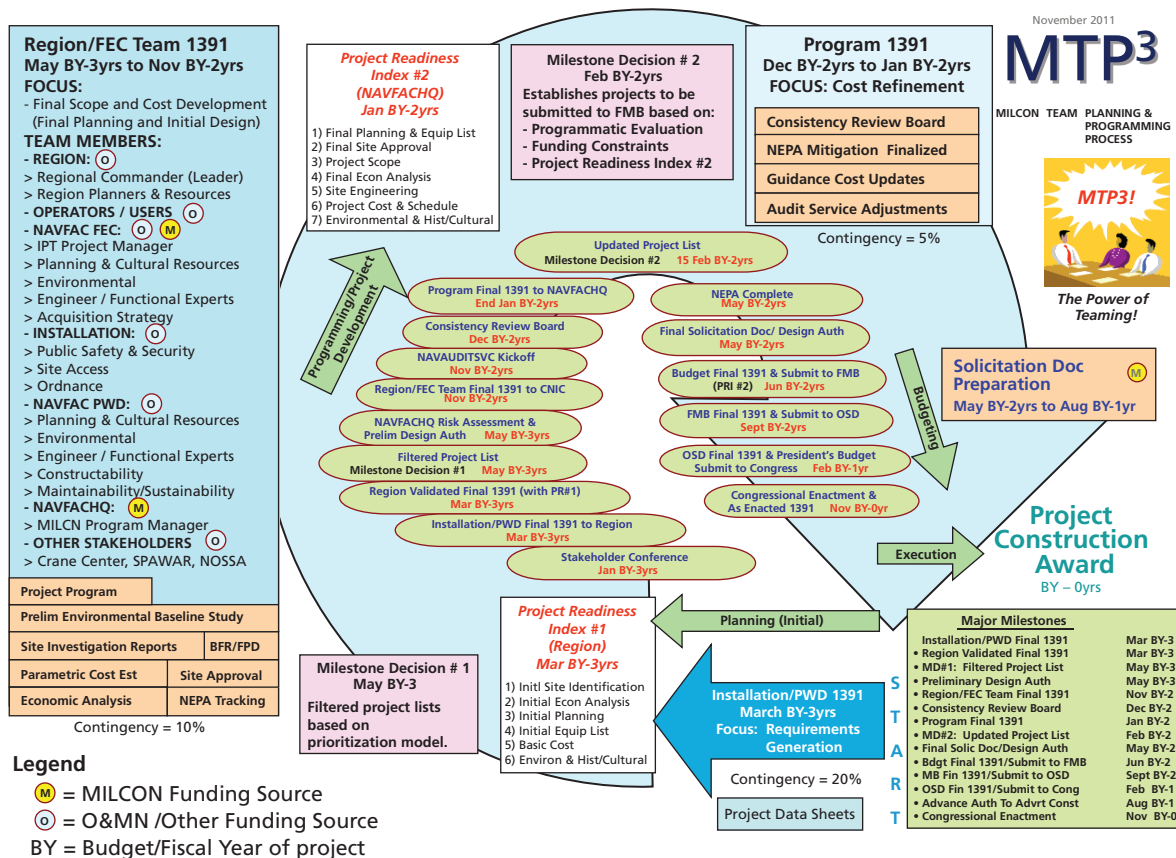 Region/FEC Team 1391
May BY-3yrs to Nov BY-2yrs
FOCUS:
- Final Scope and Cost Development
(Final Planning and Initial Design)
TEAM MEMBERS:
- REGION: O
> Regional Commander (Leader)
> Region Planners & Resources
- OPERATORS / USERS O
- NAVFAC FEC: O M
> IPT Project Manager
> Planning & Cultural Resources
> Environmental
> Engineer / Functional Experts
> Acquisition Strategy
- INSTALLATION: O
> Public Safety & Security
> Site Access
> Ordnance
- NAVFAC PWD: O
> Planning & Cultural Resources
> Environmental
> Engineer / Functional Experts
> Constructability
> Maintainability/Sustainability
- NAVFACHQ: M
> MILCN Program Manager
- OTHER STAKEHOLDERS O
> Crane Center, SPAWAR, NOSSA
Project Program
Prelim Environmental Baseline Study
Site Investigation Reports BFR/FPD
Parametric Cost Est Site Approval
Economic Analysis NEPA Tracking
Contingency = 10%
Legend
M = MILCON Funding Source
O = O&MN /Other Funding Source
BY = Budget/Fiscal Year of project
Project Readiness
Index #2
(NAVFACHQ)
Jan BY-2yrs
1) Final Planning & Equip List
2) Final Site Approval
3) Project Scope
4) Final Econ Analysis
5) Site Engineering
6) Project Cost & Schedule
7) Environmental & Hist/Cultural
Milestone Decision # 2
Feb BY-2yrs
Establishes projects to be
submitted to FMB based on:
- Programmatic Evaluation
- Funding Constraints
- Project Readiness Index #2
Program 1391
Dec BY-2yrs to Jan BY-2yrs
FOCUS: Cost Refinement
Consistency Review Board
NEPA Mitigation Finalized
Guidance Cost Updates
Audit Service Adjustments
Contingency = 5%
November 2011
MTP3
MILCON TEAM PLANNING &
PROGRAMMING
PROCESS
MTP3!
The Power of
Teaming!
Programming/Project
Development
Updated Project List
Milestone Decision #2 15 Feb BY-2yrs
Program Final 1391 to NAVFACHQ
End Jan BY-2yrs
Consistency Review Board
Dec BY-2yrs
NAVAUDITSVC Kickoff
Nov BY-2yrs
Region/FEC Team Final 1391 to CNIC
Nov BY-2yrs
NAVFACHQ Risk Assessment &
Prelim Design Auth May BY-3yrs
Filtered Project List
Milestone Decision #1 May BY-3yrs
Region Validated Final 1391 (with PR#1)
Mar BY-3yrs
Installation/PWD Final 1391 to Region
Mar BY-3yrs
Stakeholder Conference
Jan BY-3yrs
NEPA Complete
May BY-2yrs
Final Solicitation Doc/ Design Auth
May BY-2yrs
Budget Final 1391 & Submit to FMB
(PRI #2) Jun BY-2yrs
FMB Final 1391 & Submit to OSD
Sept BY-2yrs
OSD Final 1391 & President's Budget
Submit to Congress Feb BY-1yr
Congressional Enactment &
As Enacted 1391 Nov BY-0yr
Budgeting
Solicitation Doc
Preparation
M
May BY-2yrs to Aug BY-1yr
Execution
Project
Construction
Award
BY – 0yrs
Planning (Initial)
Project Readiness
Index #1
(Region)
Mar BY-3yrs
1) Initl Site Identification
2) Initial Econ Analysis
3) Initial Planning
4) Initial Equip List
5) Basic Cost
6) Environ & Hist/Cultural
Milestone Decision # 1
May BY-3
Filtered project lists
based on
prioritization model.
Installation/PWD 1391
March BY-3yrs
Focus: Requirements
Generation
Contingency = 20%
Project Data Sheets
S
T
A
R
T
Major Milestones
Installation/PWD Final 1391 Mar BY-3
• Region Validated Final 1391 Mar BY-3
• MD#1: Filtered Project List May BY-3
• Preliminary Design Auth May BY-3
• Region/FEC Team Final 1391 Nov BY-2
• Consistency Review Board Dec BY-2
• Program Final 1391 Jan BY-2
• MD#2: Updated Project List Feb BY-2
• Final Solic Doc/Design Auth May BY-2
• Bdgt Final 1391/Submit to FMB Jun BY-2
• MB Fin 1391/Submit to OSD Sept BY-2
• OSD Fin 1391/Submit to Cong Feb BY-1
• Advance Auth To Advrt Const Aug BY-1
• Congressional Enactment Nov BY-0